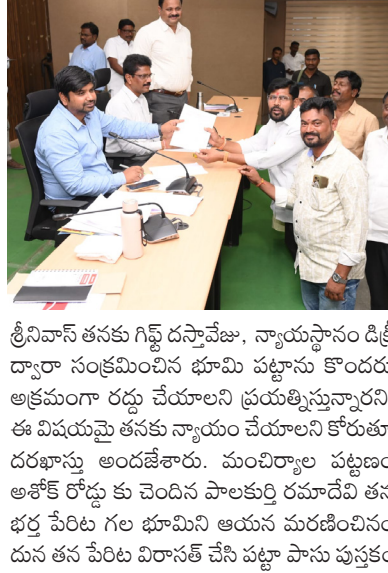 శ్రీనివాస్ తనకు గిఫ్ట్ దస్తావేజు, న్యాయస్థానం డిక్రీ
ద్వారా సంక్రమించిన భూమి పట్టాను కొందరు
అక్రమంగా రద్దు చేయాలని ప్రయత్నిస్తున్నారని
ఈ విషయమై తనకు న్యాయం చేయాలని కోరుతూ
దరఖాస్తు అందజేశారు. మంచిర్యాల పట్టణం
అశోక్ రోడ్డు కు చెందిన పాలకుర్తి రమాదేవి తన
భర్త పేరిట గల భూమిని ఆయన మరణించినం
దున తన పేరిట విరాసత్ చేసి పట్టా పాసు పుస్తకం